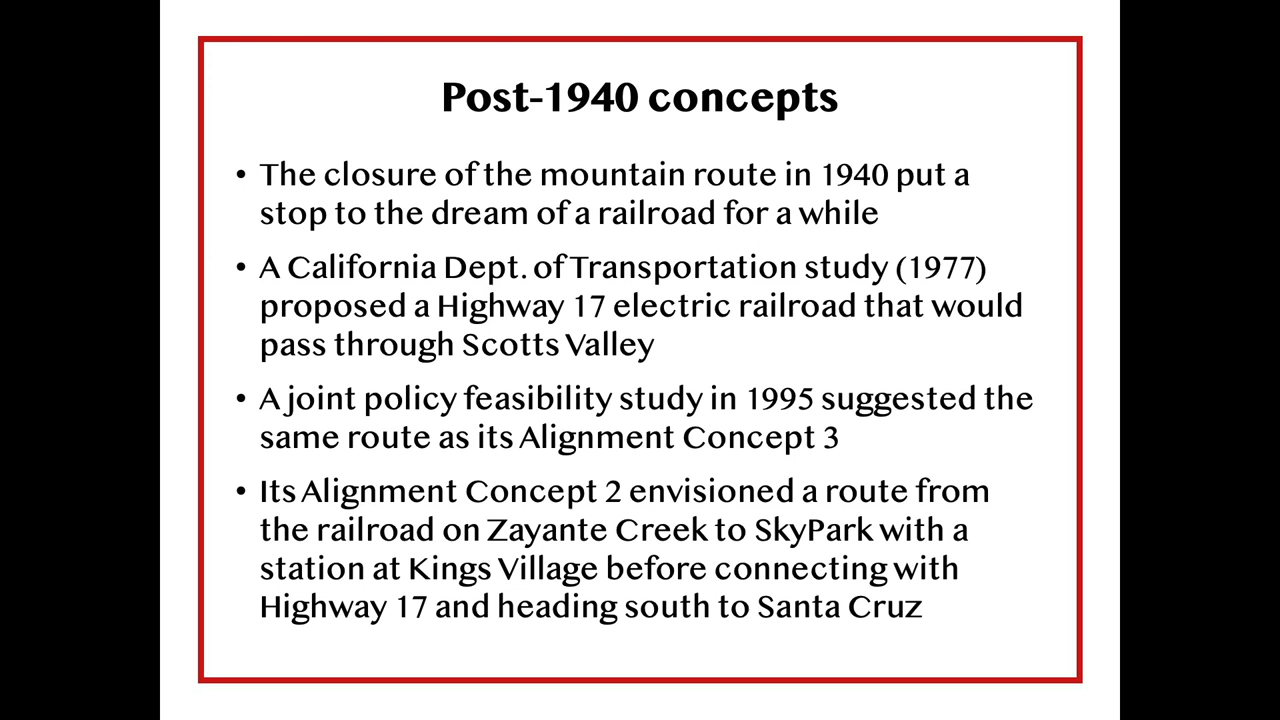 Post-1940 concepts
• The closure of the mountain route in 1940 put a
stop to the dream of a railroad for a while
• A California Dept. of Transportation study (1977)
proposed a Highway 17 electric railroad that would
pass through Scotts Valley
• A joint policy feasibility study in 1995 suggested the
same route as its Alignment Concept 3
• Its Alignment Concept 2 envisioned a route from
the railroad on Zayante Creek to SkyPark with a
station at Kings Village before connecting with
Highway 17 and heading south to Santa Cruz